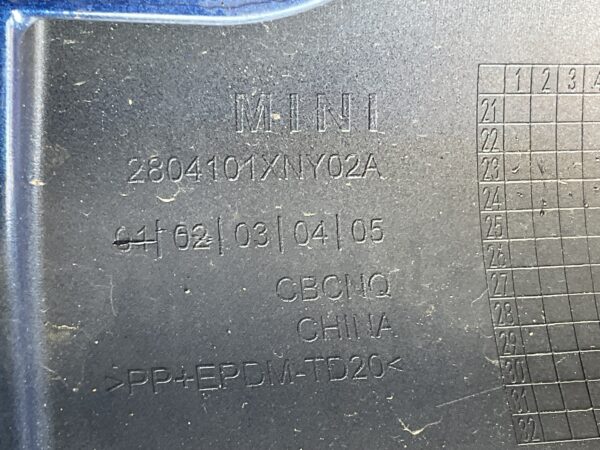 MINI
2804101XNY02A
01|02|03|04|05
CBCNQ
CHINA
>PP+EPDM-TD20<
1 2 3 4
21
22
23
24
25
26
27
28
29
30
31
32